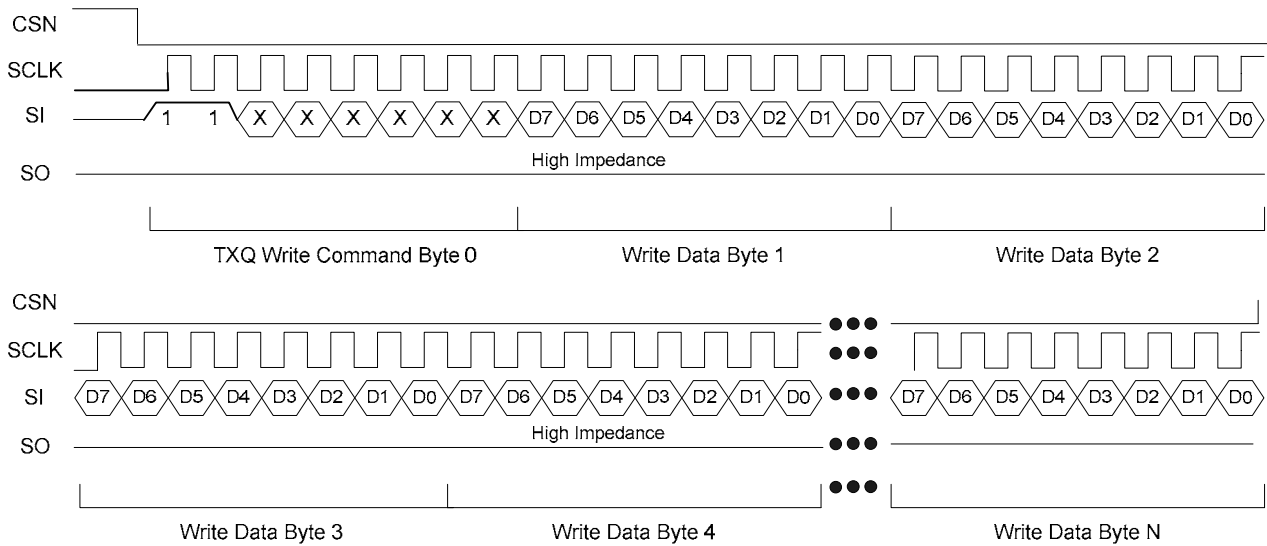 CSN
SCLK
SI 1 1 X X X X X X D7 D6 D5 D4 D3 D2 D1 D0 D7 D6 D5 D4 D3 D2 D1 D0
High Impedance
SO
TXQ Write Command Byte 0 Write Data Byte 1 Write Data Byte 2
CSN
SCLK
SI D7 D6 D5 D4 D3 D2 D1 D0 D7 D6 D5 D4 D3 D2 D1 D0 D7 D6 D5 D4 D3 D2 D1 D0
High Impedance
SO
Write Data Byte 3 Write Data Byte 4 Write Data Byte N